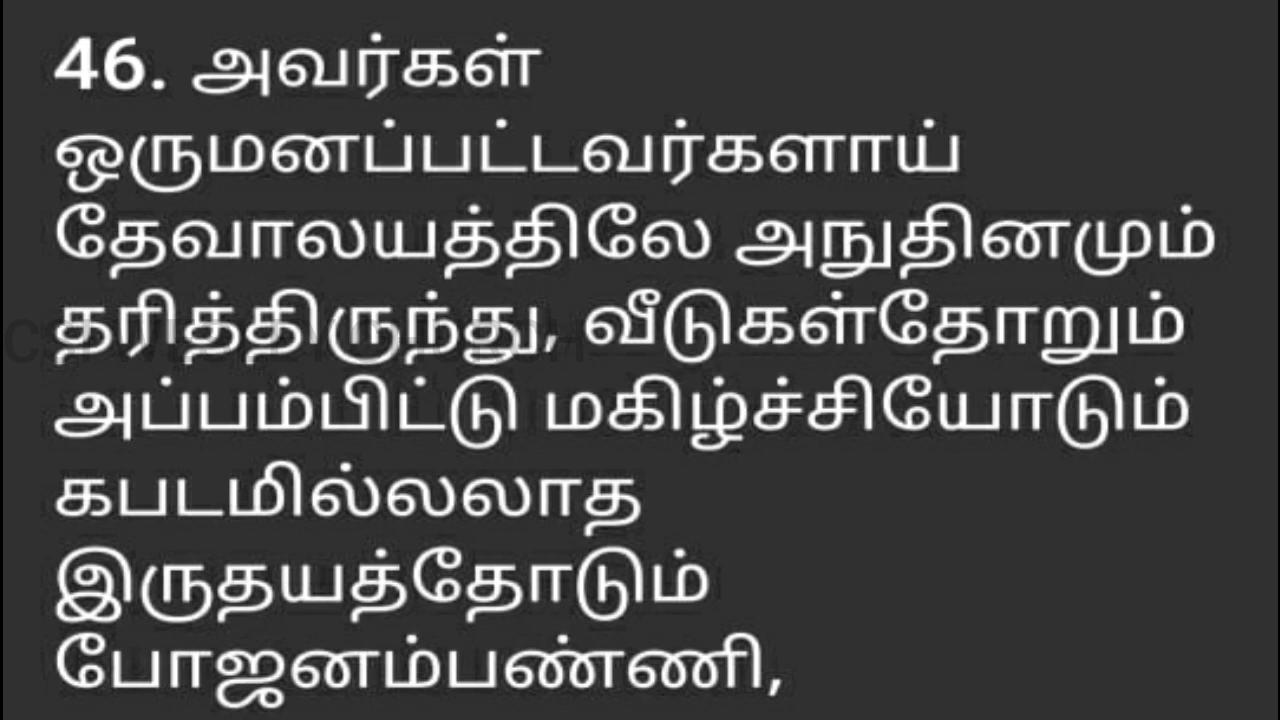 46. அவர்கள்
ஒருமனப்பட்டவர்களாய்
தேவாலயத்திலே அநுதினமும்
தரித்திருந்து, வீடுகள்தோறும்
அப்பம்பிட்டு மகிழ்ச்சியோடும்
கபடமில்லலாத
இருதயத்தோடும்
போஜனம்பண்ணி,